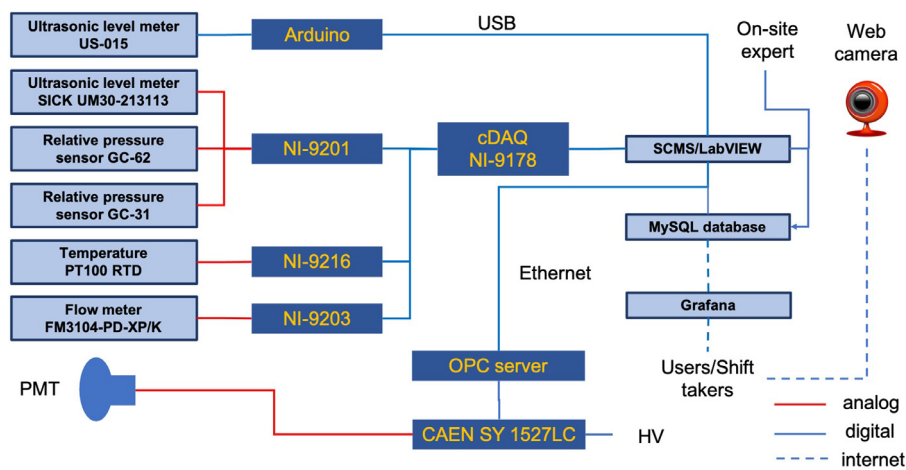 Ultrasonic level meter
US-015
Arduino
USB
On-site
expert
Web
camera
Ultrasonic level meter
SICK UM30-213113
Relative pressure
sensor GC-62
NI-9201
cDAQ
NI-9178
SCMS/LabVIEW
Relative pressure
sensor GC-31
MySQL database
Temperature
PT100 RTD
NI-9216
Ethernet
Flow meter
FM3104-PD-XP/K
NI-9203
Grafana
OPC server
Users/Shift
takers
PMT
CAEN SY 1527LC
HV
analog
digital
internet